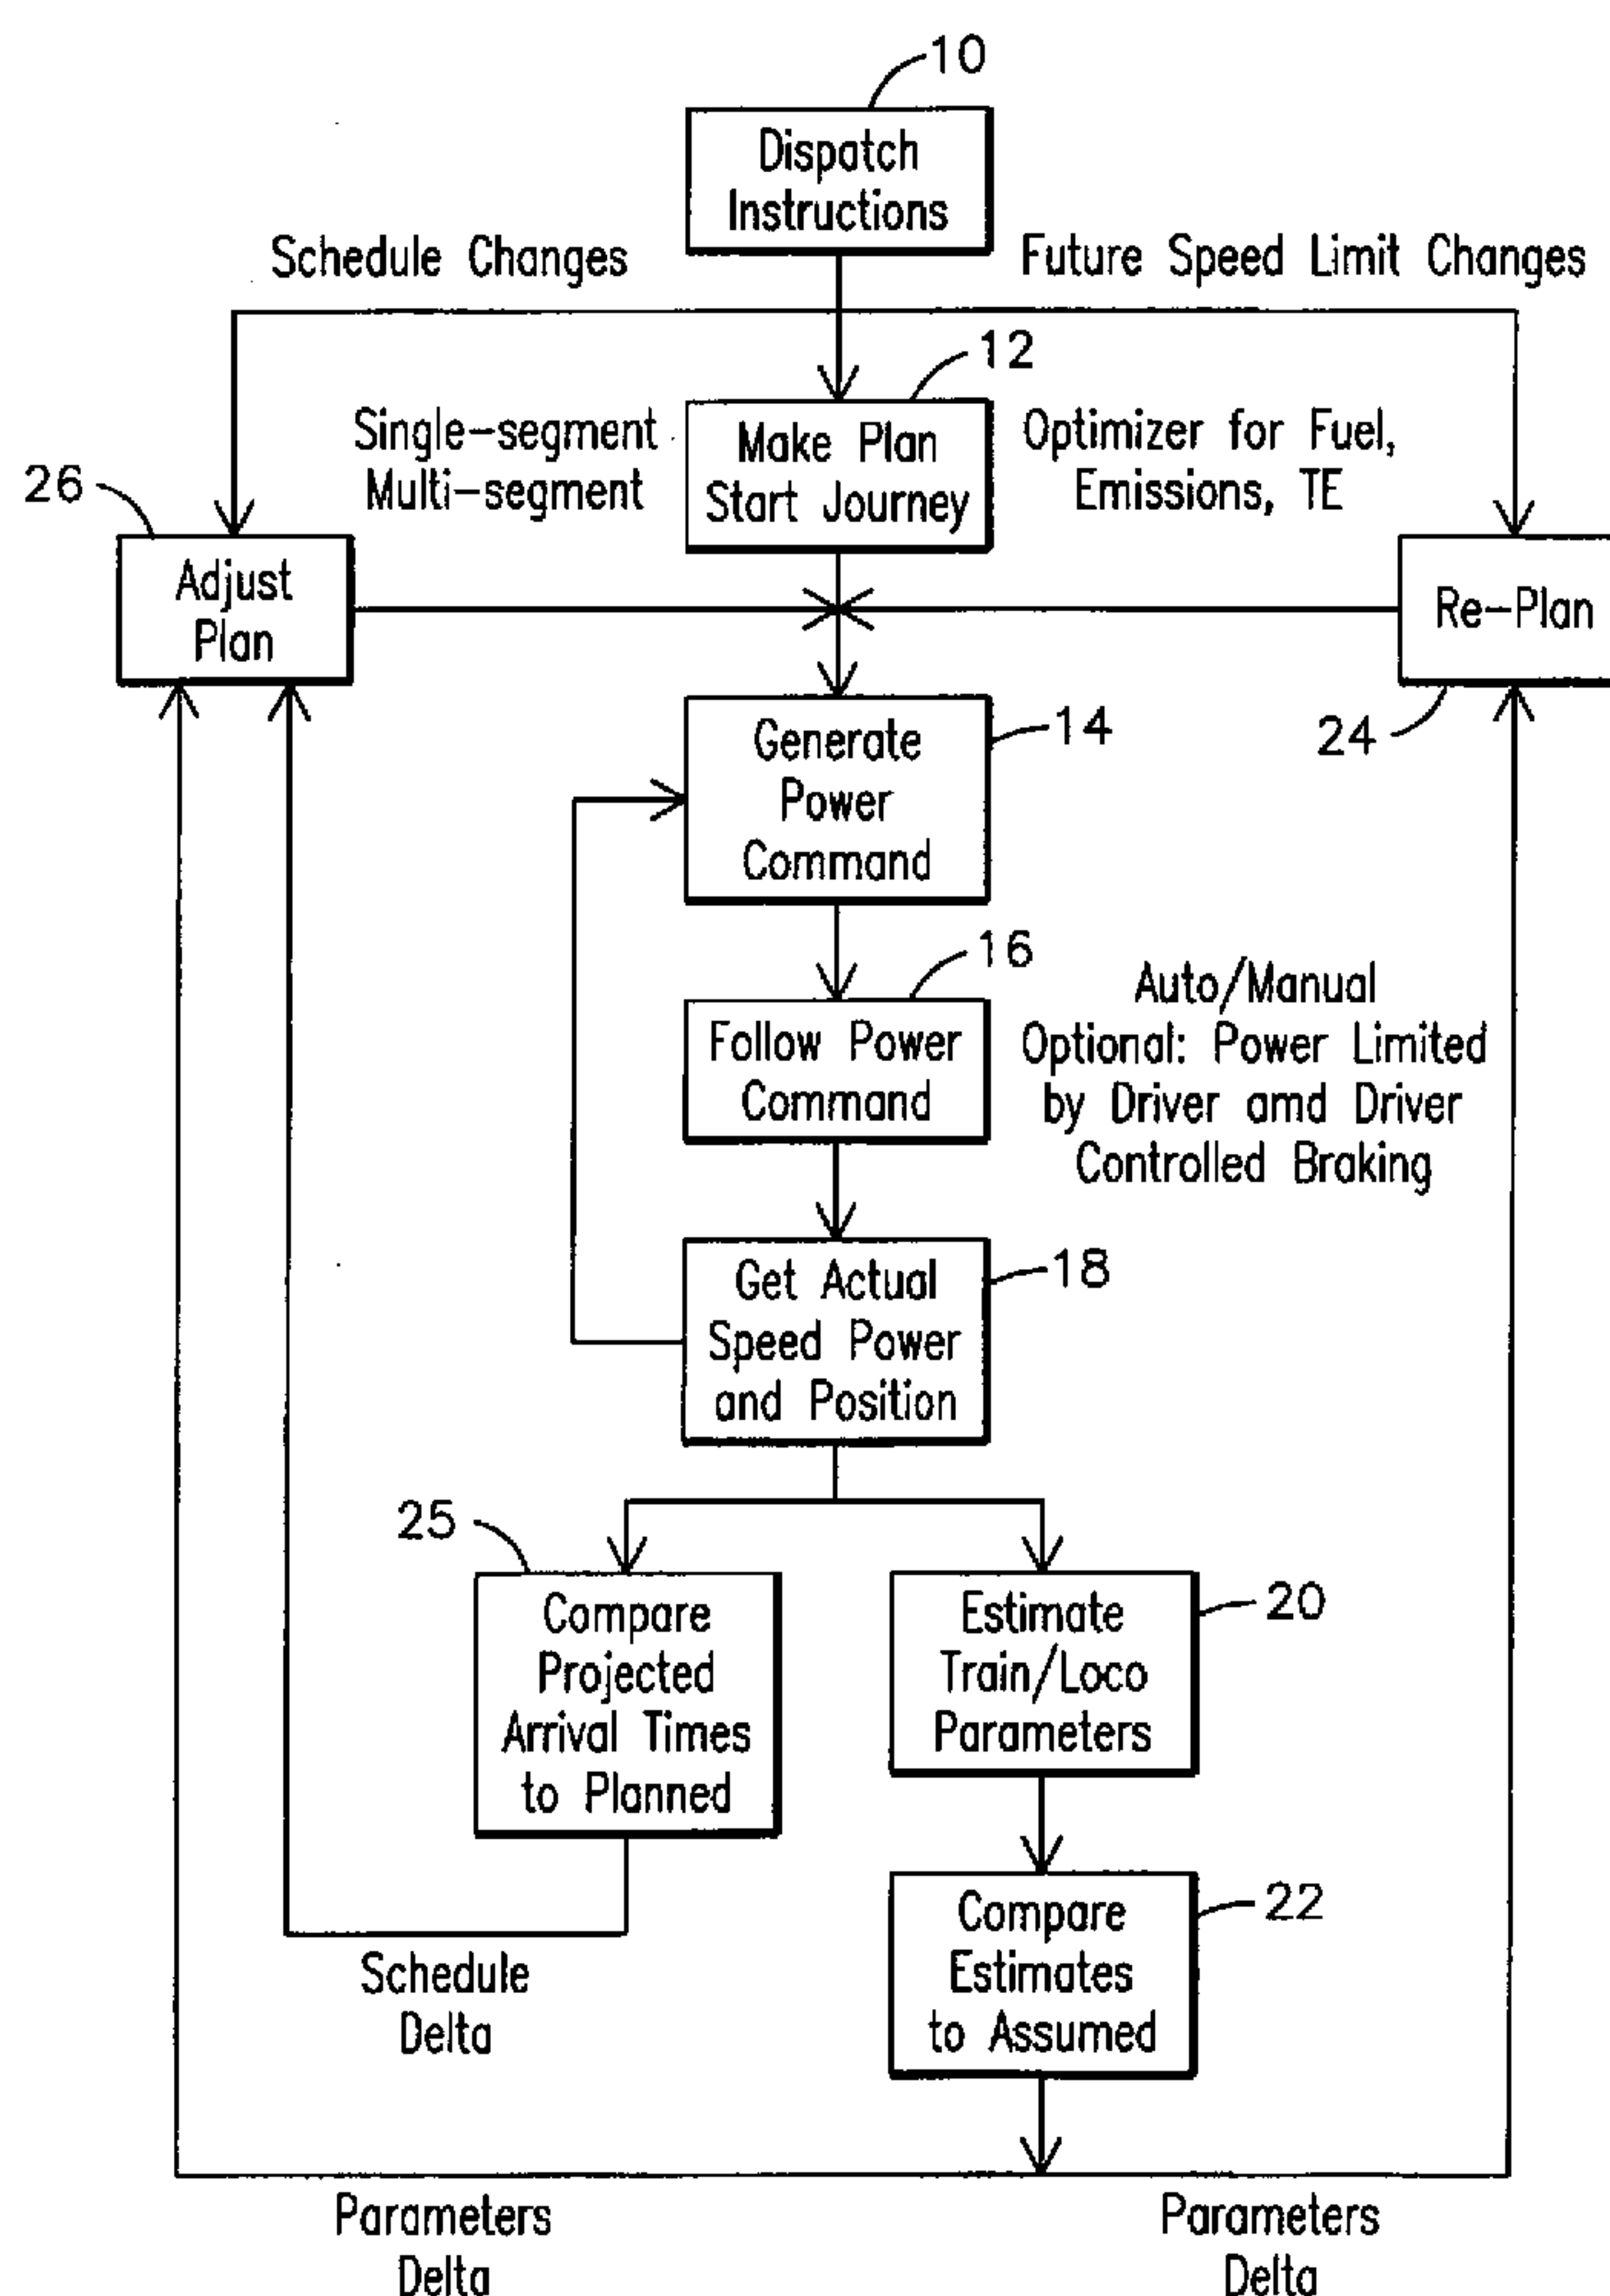 10
Dispatch
Instructions
Schedule Changes
Future Speed Limit Changes
12
Single-segment
Multi-segment
Make Plan
Start Journey
Optimizer for Fuel,
Emissions, TE
26
Adjust
Plan
Re-Plan
24
Generate
Power
Command
14
16
Follow Power
Command
Auto/Manual
Optional: Power Limited
by Driver amd Driver
Controlled Braking
Get Actual
Speed Power
and Position
18
25
Compare
Projected
Arrival Times
to Planned
Estimate
Train/Loco
Parameters
20
Compare
Estimates
to Assumed
22
Schedule
Delta
Parameters
Delta
Parameters
Delta